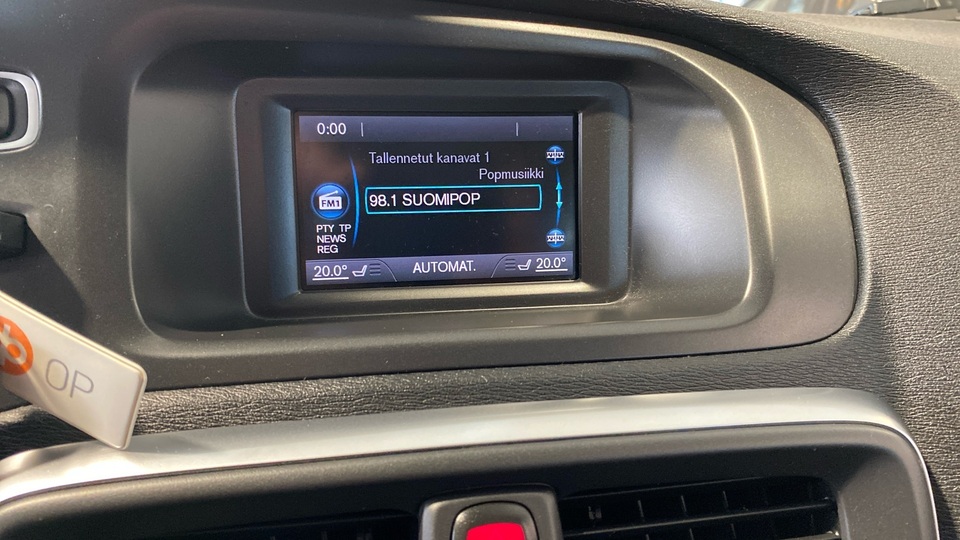 0:00
Tallennetut kanavat 1
Popmusiikki
98.1 SUOMIPOP
FM1
PTY TP
NEWS
REG
20.0°
AUTOMAT.
20.0°
OP